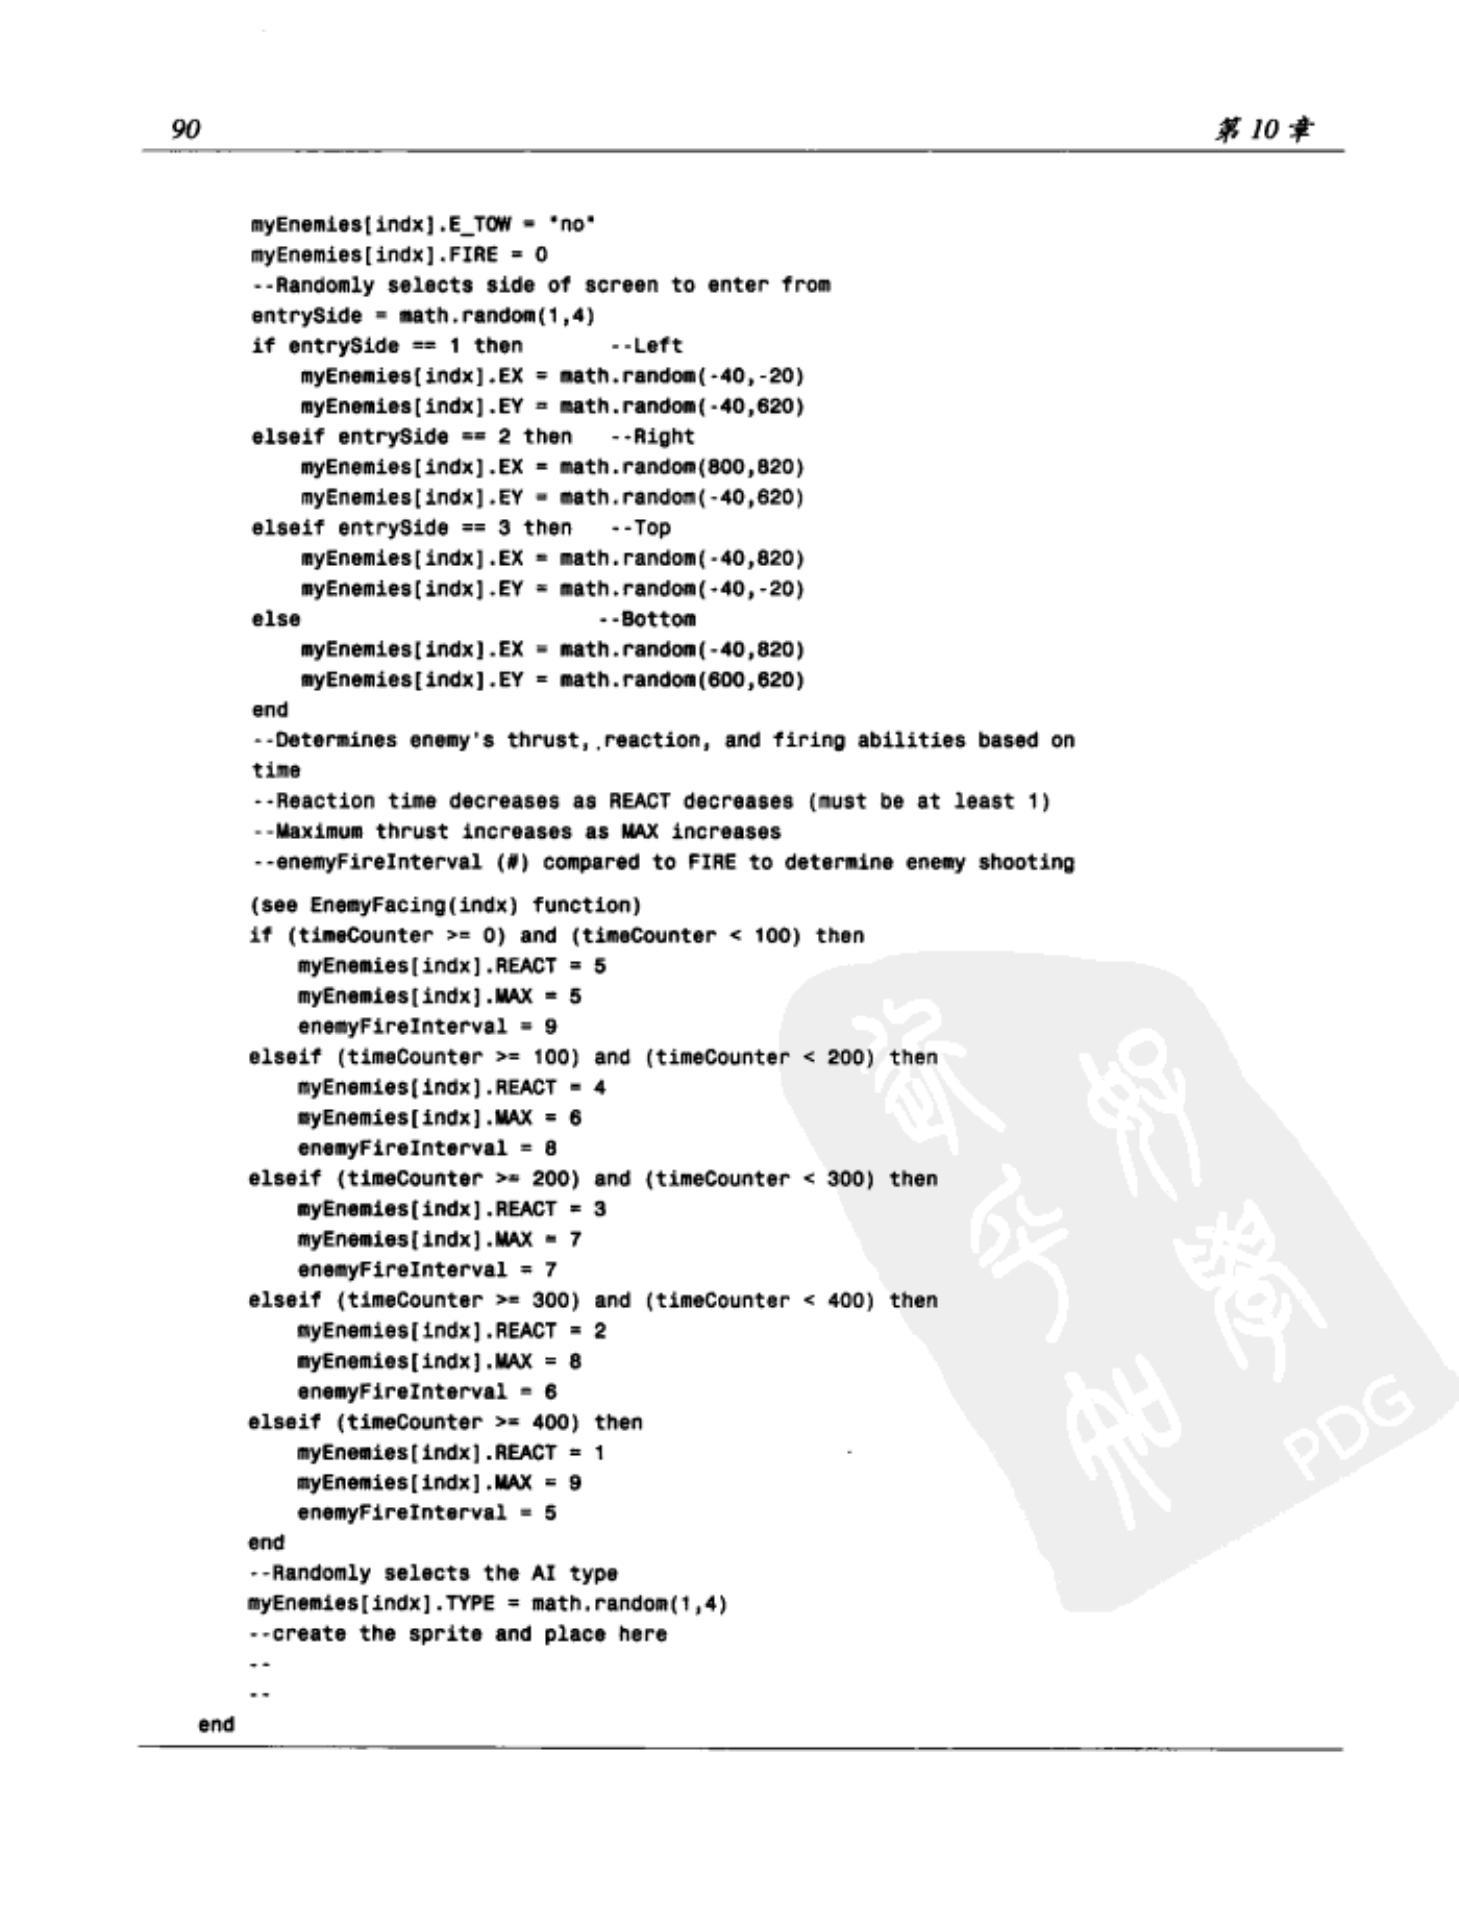 90
第 10 章
myEnemies[indx].E_TOW = "no"
myEnemies[indx].FIRE = 0
--Randomly selects side of screen to enter from
entrySide = math.random(1,4)
if entrySide == 1 then       --Left
    myEnemies[indx].EX = math.random(-40,-20)
    myEnemies[indx].EY = math.random(-40,620)
elseif entrySide == 2 then   --Right
    myEnemies[indx].EX = math.random(800,820)
    myEnemies[indx].EY = math.random(-40,620)
elseif entrySide == 3 then   --Top
    myEnemies[indx].EX = math.random(-40,820)
    myEnemies[indx].EY = math.random(-40,-20)
else                        --Bottom
    myEnemies[indx].EX = math.random(-40,820)
    myEnemies[indx].EY = math.random(600,620)
end
--Determines enemy's thrust, reaction, and firing abilities based on
time
--Reaction time decreases as REACT decreases (must be at least 1)
--Maximum thrust increases as MAX increases
--enemyFireInterval (#) compared to FIRE to determine enemy shooting
(see EnemyFacing(indx) function)
if (timeCounter >= 0) and (timeCounter < 100) then
    myEnemies[indx].REACT = 5
    myEnemies[indx].MAX = 5
    enemyFireInterval = 9
elseif (timeCounter >= 100) and (timeCounter < 200) then
    myEnemies[indx].REACT = 4
    myEnemies[indx].MAX = 6
    enemyFireInterval = 8
elseif (timeCounter >= 200) and (timeCounter < 300) then
    myEnemies[indx].REACT = 3
    myEnemies[indx].MAX = 7
    enemyFireInterval = 7
elseif (timeCounter >= 300) and (timeCounter < 400) then
    myEnemies[indx].REACT = 2
    myEnemies[indx].MAX = 8
    enemyFireInterval = 6
elseif (timeCounter >= 400) then
    myEnemies[indx].REACT = 1
    myEnemies[indx].MAX = 9
    enemyFireInterval = 5
end
--Randomly selects the AI type
myEnemies[indx].TYPE = math.random(1,4)
--create the sprite and place here
--
--
end
PDG